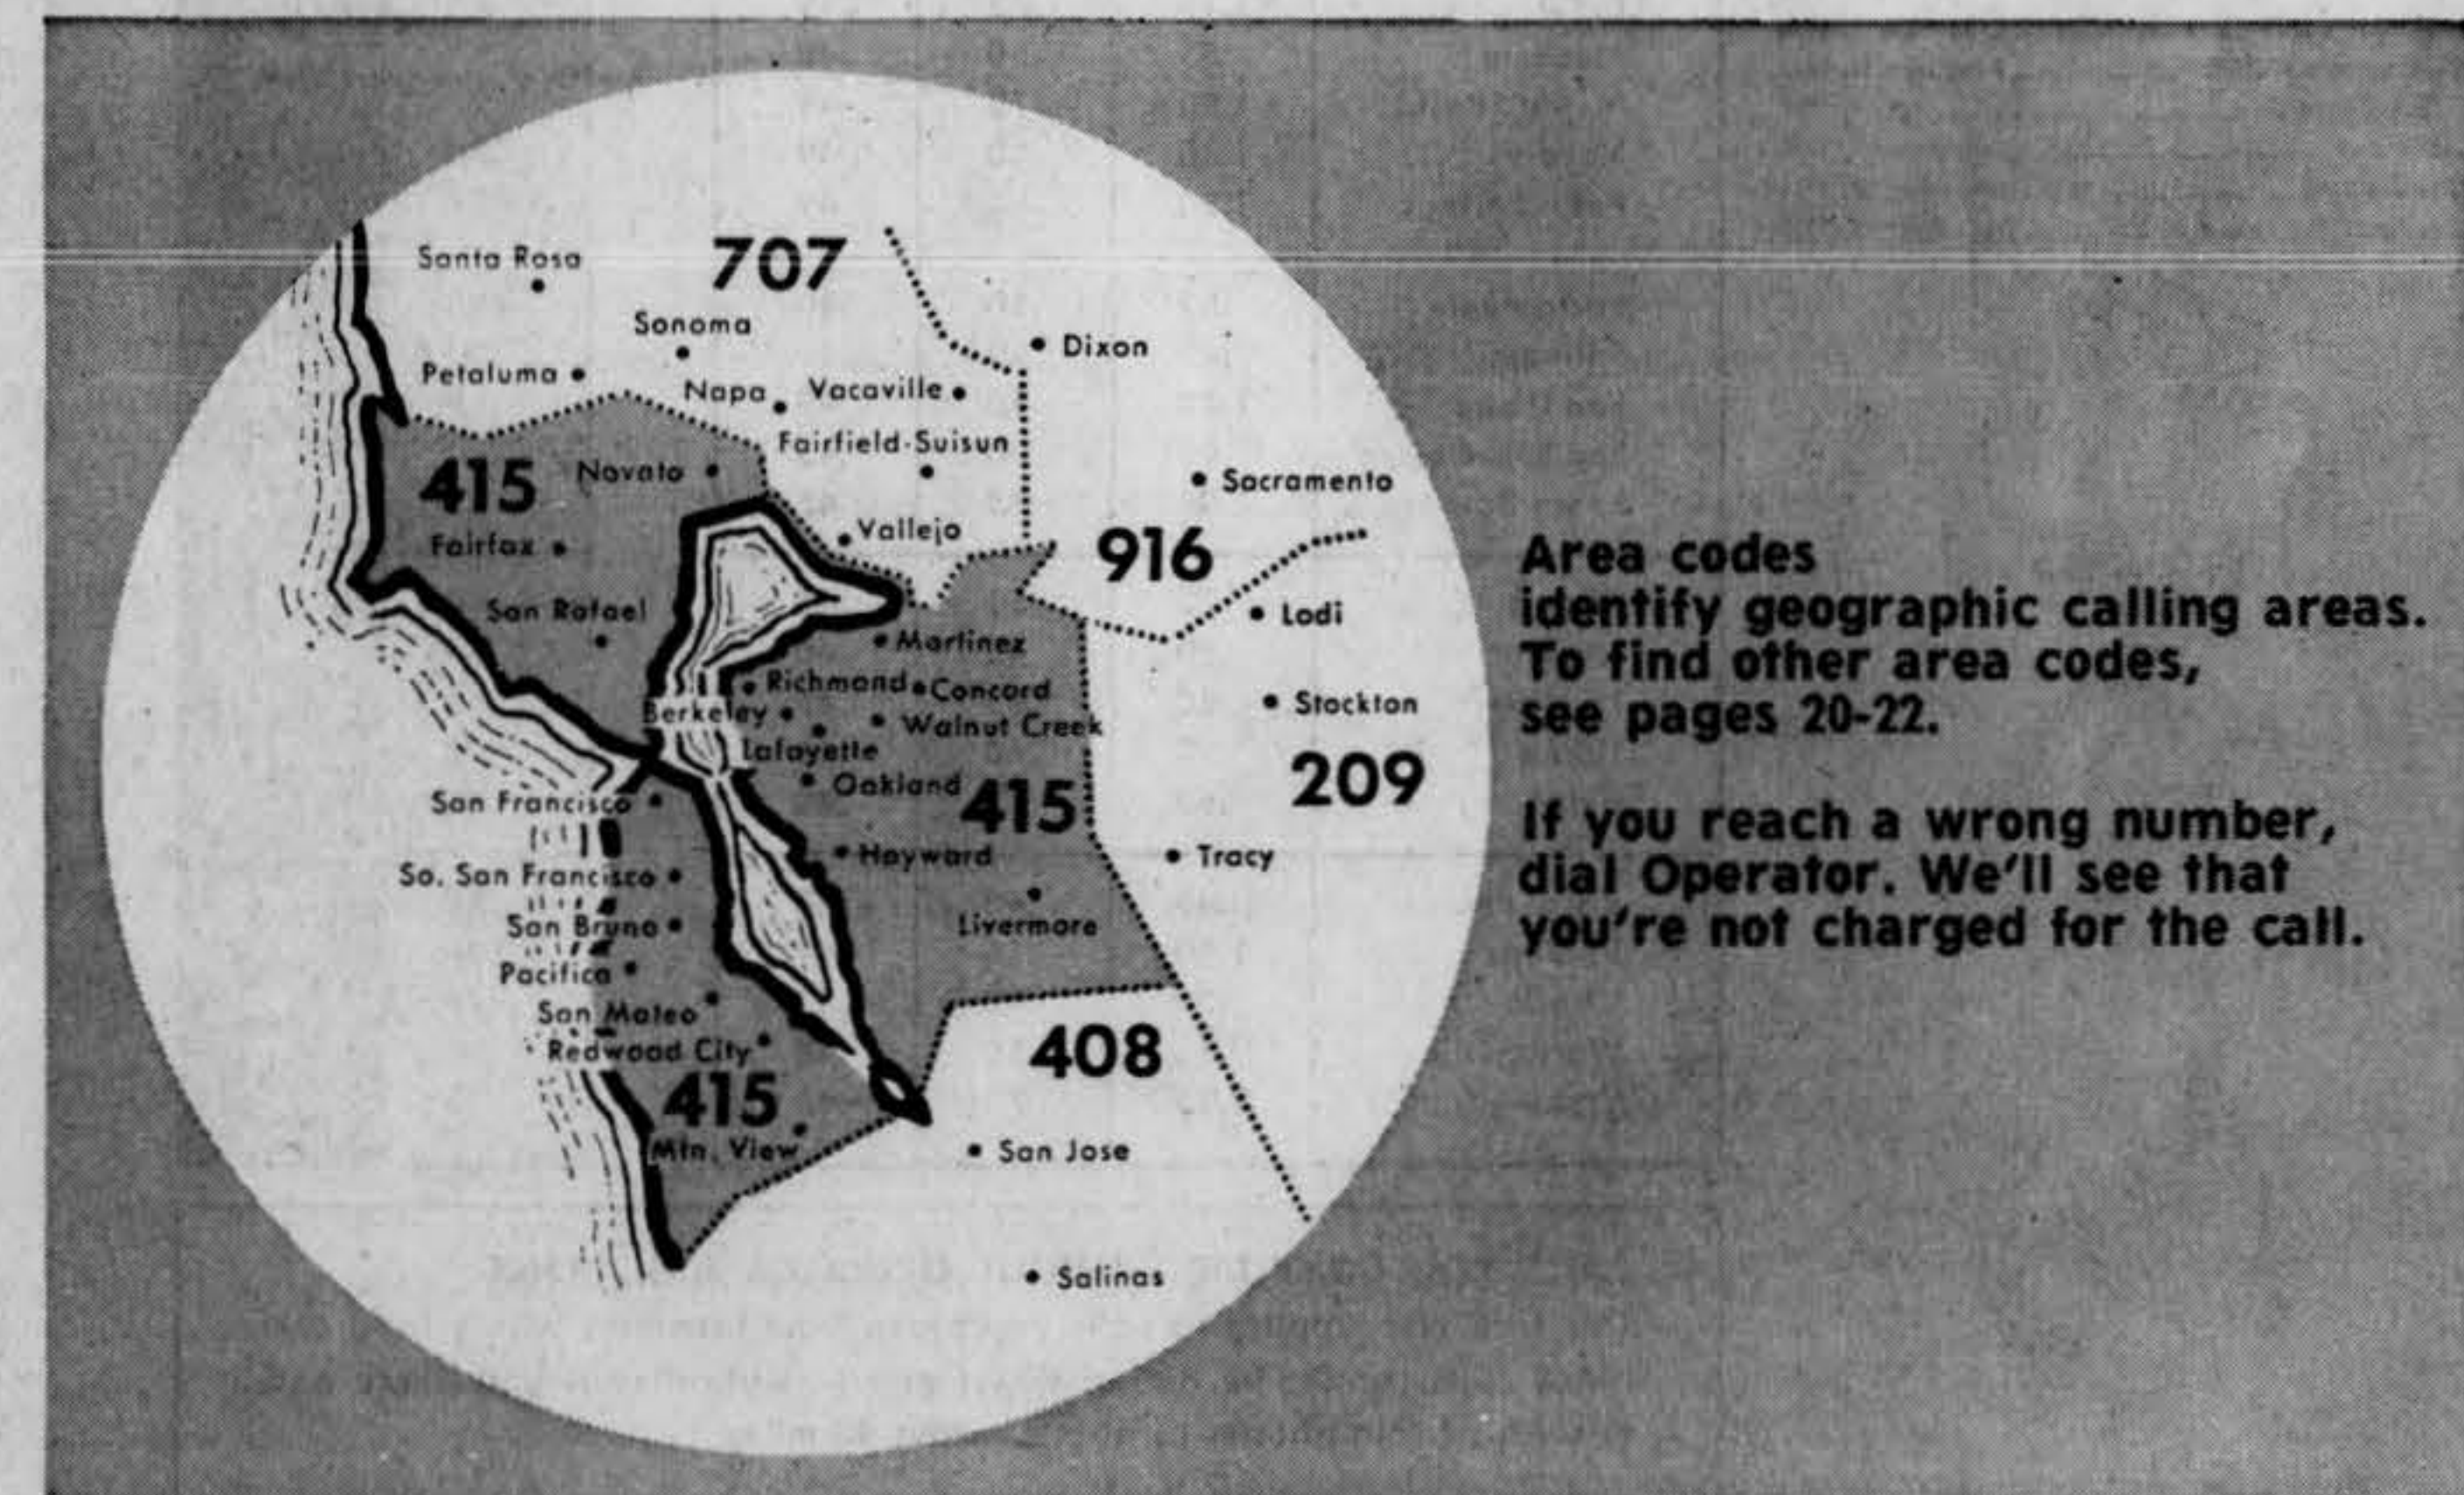 Santa Rosa
707
Sonoma
Dixon
Petaluma
Napa
Vacaville
Fairfield-Suisun
415
Novato
Sacramento
Vallejo
916
Fairfax
San Rafael
Lodi
Martinez
Richmond
Concord
Stockton
Berkeley
Walnut Creek
Lafayette
Oakland
415
209
San Francisco
Hayward
Tracy
So. San Francisco
San Bruno
Livermore
Pacifica
San Mateo
Redwood City
408
415
Mtn. View
San Jose
Salinas
Area codes
identify geographic calling areas.
To find other area codes,
see pages 20-22.
If you reach a wrong number,
dial Operator. We'll see that
you're not charged for the call.